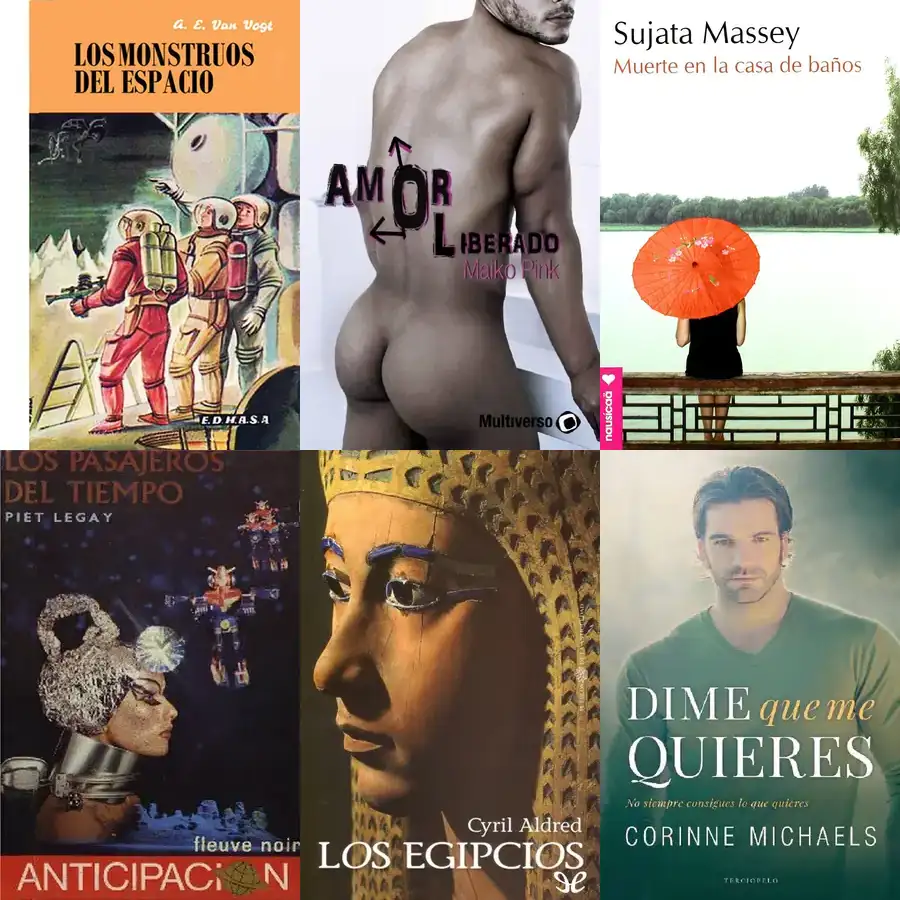 A. E. Van Vogt
LOS MONSTRUOS
DEL ESPACIO
E.D.H.A.S.A
AMOR
LIBERADO
Maiko Pink
Multiverso
Sujata Massey
Muerte en la casa de baños
nausicaä
LOS PASAJEROS
DEL TIEMPO
PIET LEGAY
fleuve noir
ANTICIPACION
Cyril Aldred
LOS EGIPCIOS
DIME que me
QUIERES
No siempre consigues lo que quieres
CORINNE MICHAELS
TERCIOPELO